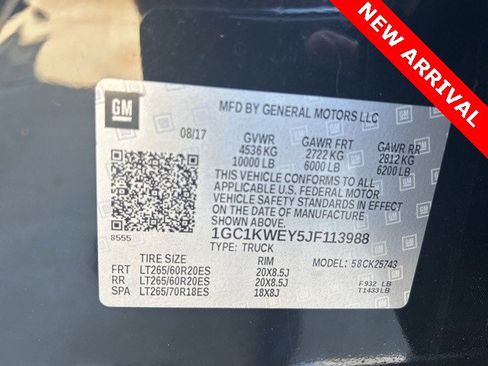 NEW ARRIVAL
GM
MFD BY GENERAL MOTORS LLC
08/17
GVWR GAWR FRT GAWR RR
4536 KG 2722 KG 2812 KG
10000 LB 6000 LB 6200 LB
THIS VEHICLE CONFORMS TO ALL
APPLICABLE U.S. FEDERAL MOTOR
VEHICLE SAFETY STANDARDS IN EFFECT
ON THE DATE OF MANUFACTURE SHOWN ABOVE.
1GC1KWEY5JF113988
8555
TYPE: TRUCK
MODEL: 58CK25743
TIRE SIZE RIM
FRT LT265/60R20ES 20X8.5J
RR LT265/60R20ES 20X8.5J
SPA LT265/70R18ES 18X8J
F932 LB
T1433LB